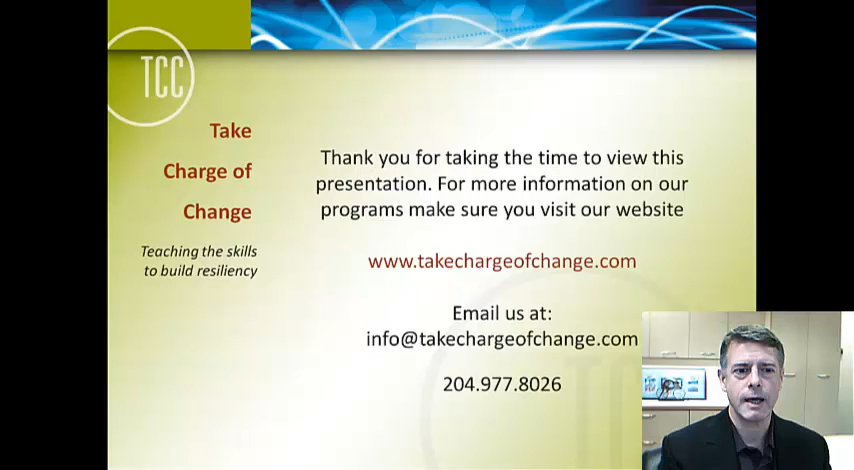 TCC
Take
Charge of
Change
Teaching the skills
to build resiliency
Thank you for taking the time to view this
presentation. For more information on our
programs make sure you visit our website
www.takechargeofchange.com
Email us at:
info@takechargeofchange.com
204.977.8026